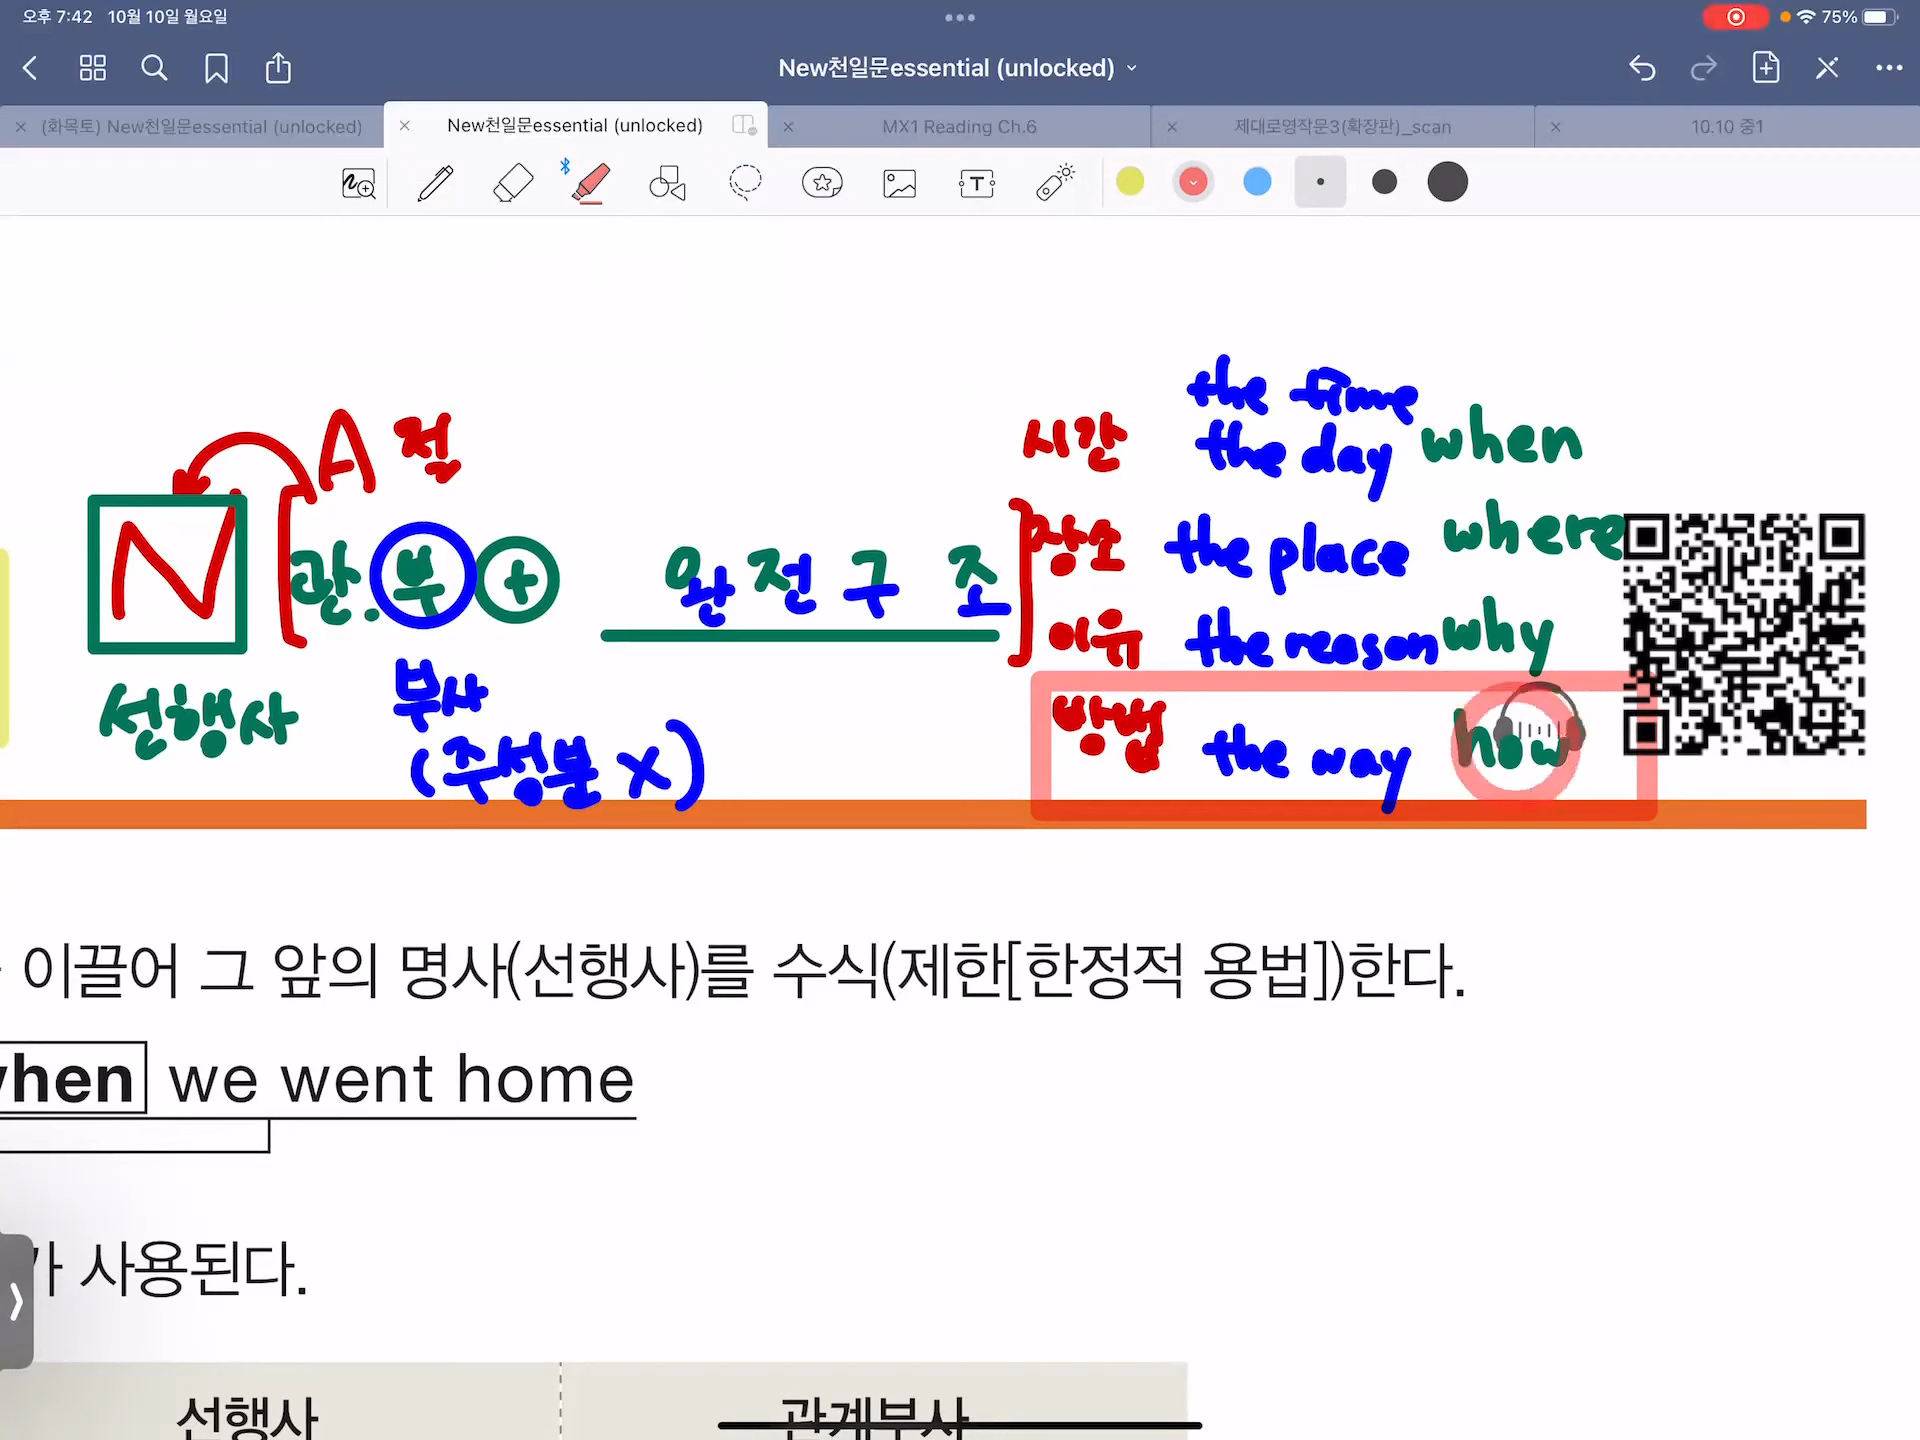 오후 7:42 10월 10일 월요일
75%
New천일문essential (unlocked)
(화목토) New천일문essential (unlocked)
New천일문essential (unlocked)
MX1 Reading Ch.6
제대로영작문3(확장판)_scan
10.10 중1
A 절
시간 the time
the day when
N 관.부 + 완전구조
장소 the place where
이유 the reason why
선행사 부사
(주성분 X)
방법 the way how
이끌어 그 앞의 명사(선행사)를 수식(제한[한정적 용법])한다.
when we went home
가 사용된다.
선행사 관계부사